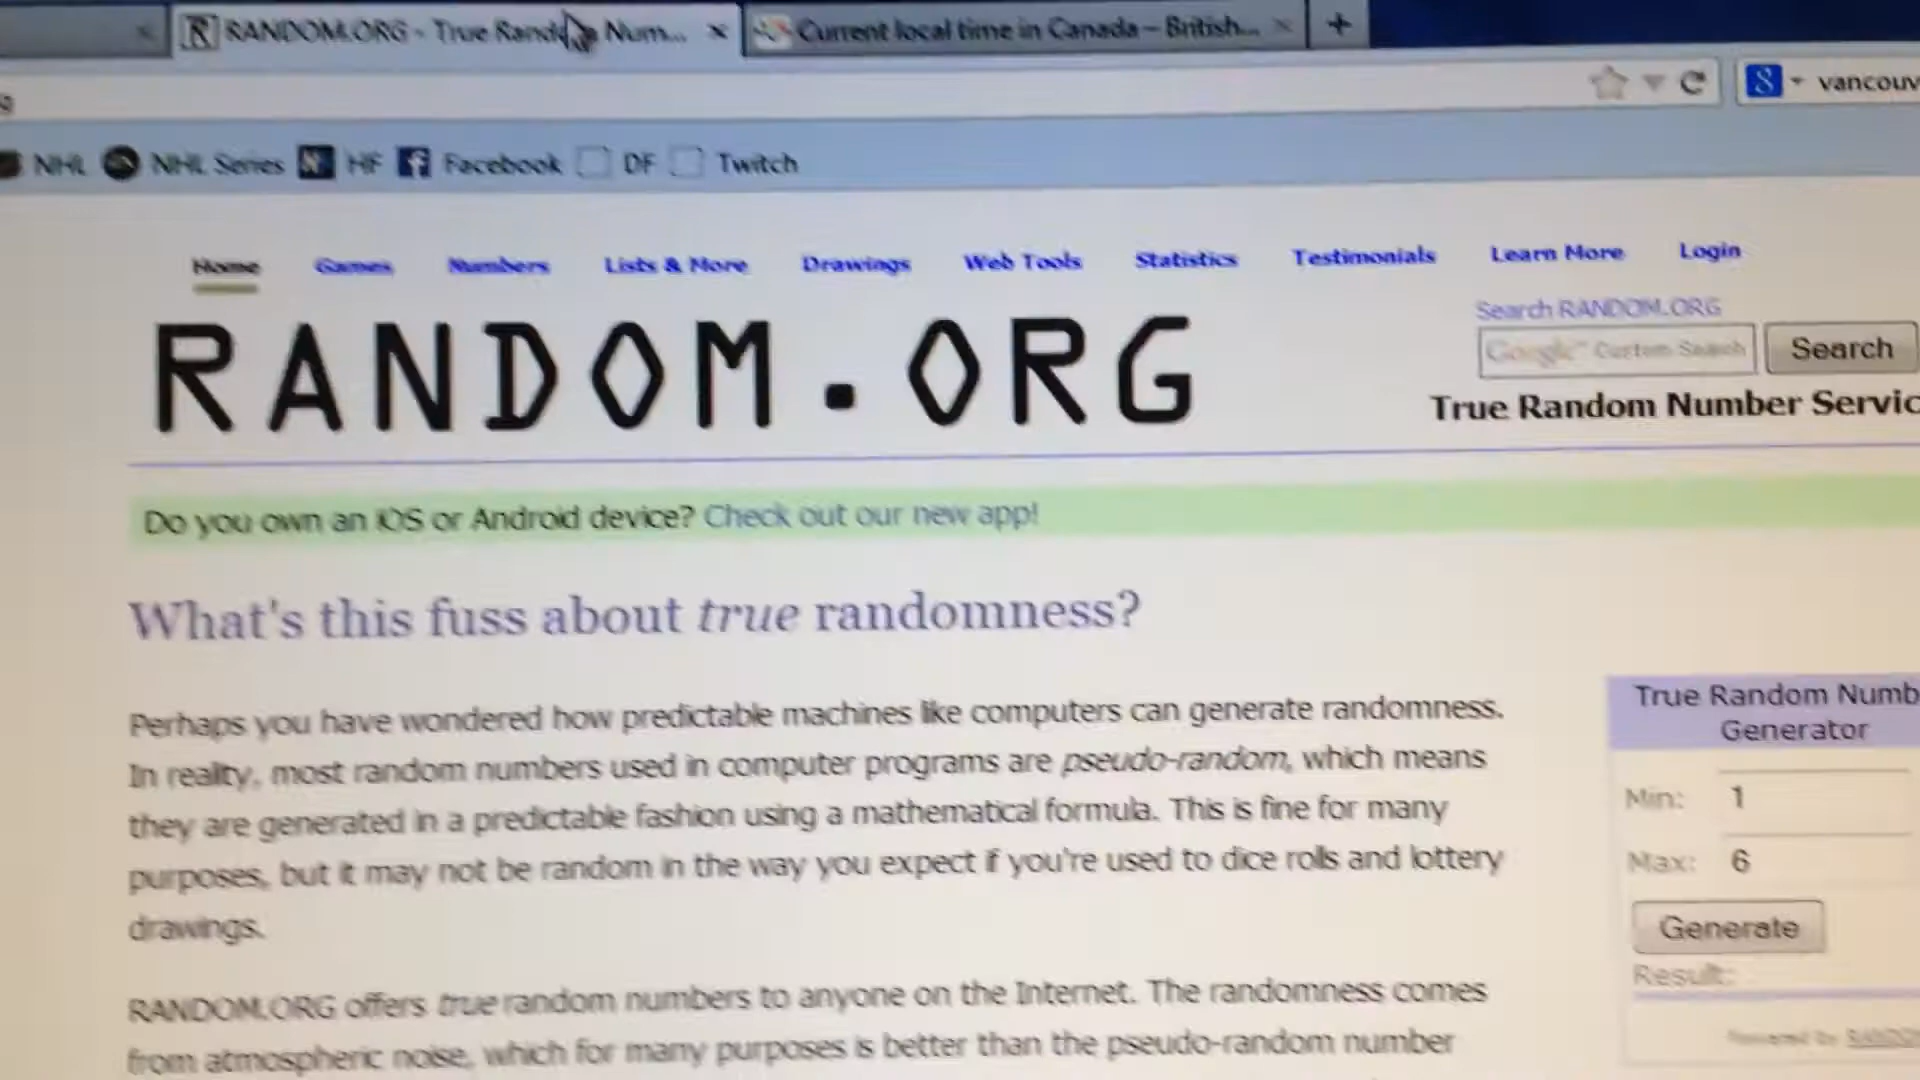 RANDOM.ORG - True Rando Num...
Current local time in Canada – British...
vancouv
NHL NHL Series HF Facebook DF Twitch
Home Games Numbers Lists & More Drawings Web Tools Statistics Testimonials Learn More Login
RANDOM.ORG
Search RANDOM.ORG
Google™ Custom Search Search
True Random Number Servic
Do you own an iOS or Android device? Check out our new app!
What's this fuss about true randomness?
Perhaps you have wondered how predictable machines like computers can generate randomness.
In reality, most random numbers used in computer programs are pseudo-random, which means
they are generated in a predictable fashion using a mathematical formula. This is fine for many
purposes, but it may not be random in the way you expect if you're used to dice rolls and lottery
drawings.
RANDOM.ORG offers true random numbers to anyone on the Internet. The randomness comes
from atmospheric noise, which for many purposes is better than the pseudo-random number
True Random Numb
Generator
Min: 1
Max: 6
Generate
Result:
Powered by RANDO